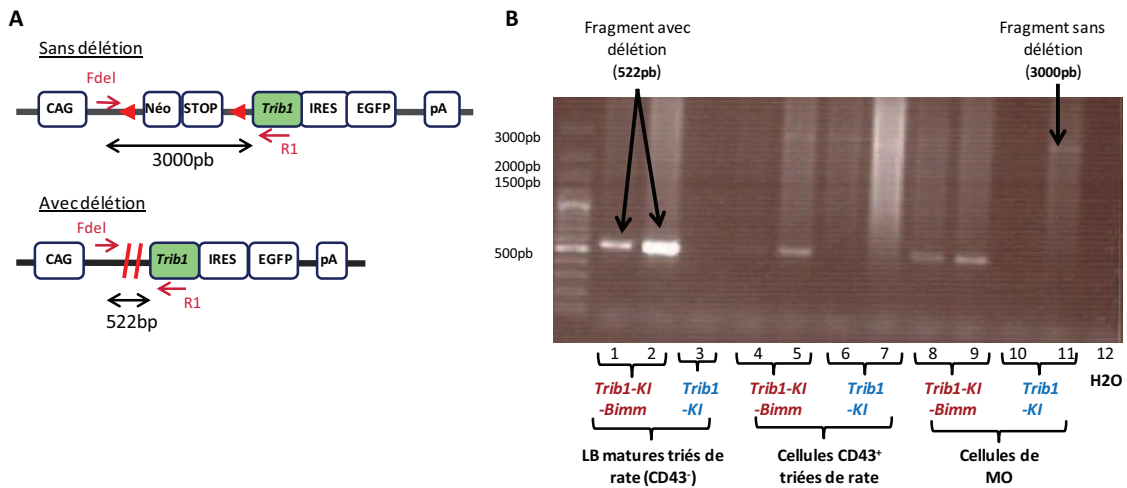 A
Sans délétion
Fdel
CAG
Néo
STOP
Trib1
IRES
EGFP
pA
R1
3000pb
Avec délétion
Fdel
CAG
Trib1
IRES
EGFP
pA
R1
522bp
B
Fragment avec
délétion
(522pb)
Fragment sans
délétion
(3000pb)
3000pb
2000pb
1500pb
500pb
1 2 3 4 5 6 7 8 9 10 11 12
H2O
Trib1-KI
-Bimm
Trib1
-KI
Trib1-KI
-Bimm
Trib1
-KI
Trib1-KI
-Bimm
Trib1
-KI
LB matures triés de
rate (CD43-)
Cellules CD43+
triées de rate
Cellules de
MO